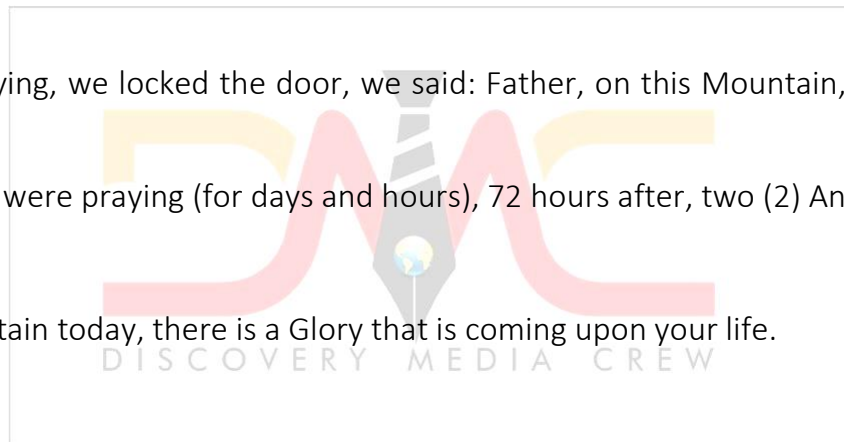 ying, we locked the door, we said: Father, on this Mountain,
were praying (for days and hours), 72 hours after, two (2) An
tain today, there is a Glory that is coming upon your life.
DMC
DISCOVERY MEDIA CREW